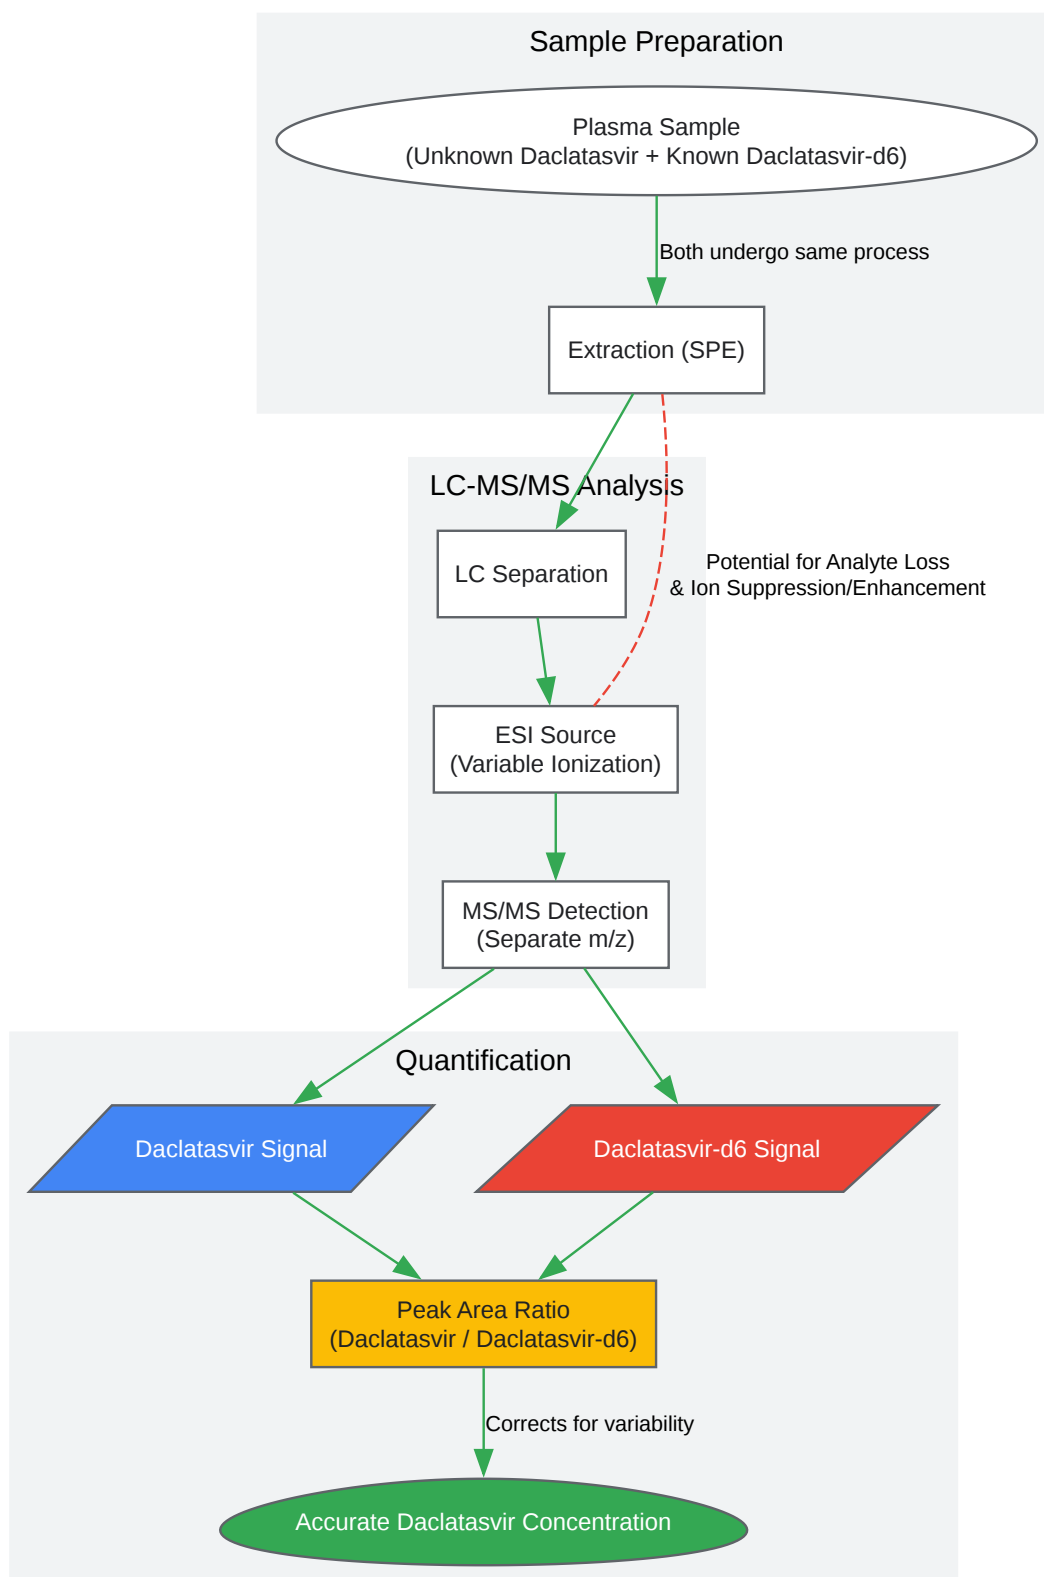 Sample Preparation
Plasma Sample
(Unknown Daclatasvir + Known Daclatasvir-d6)
Both undergo same process
Extraction (SPE)
LC-MS/MS Analysis
LC Separation
Potential for Analyte Loss
& Ion Suppression/Enhancement
ESI Source
(Variable Ionization)
MS/MS Detection
(Separate m/z)
Quantification
Daclatasvir Signal
Daclatasvir-d6 Signal
Peak Area Ratio
(Daclatasvir / Daclatasvir-d6)
Corrects for variability
Accurate Daclatasvir Concentration